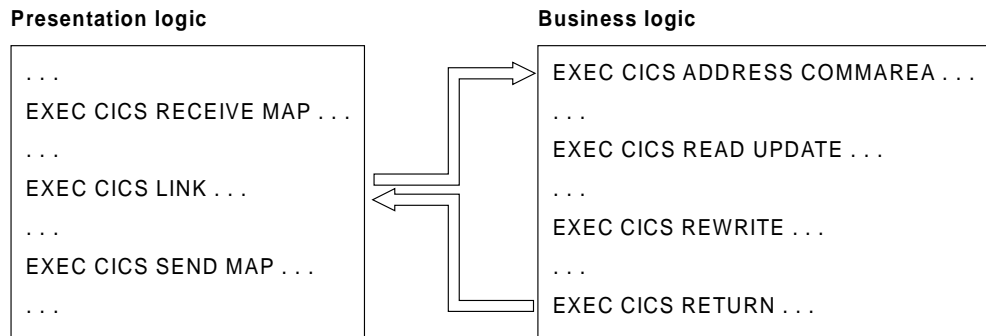 Presentation logic
. . .
EXEC CICS RECEIVE MAP . . .
. . .
EXEC CICS LINK . . .
. . .
EXEC CICS SEND MAP . . .
. . .
Business logic
EXEC CICS ADDRESS COMMAREA . . .
. . .
EXEC CICS READ UPDATE . . .
. . .
EXEC CICS REWRITE . . .
. . .
EXEC CICS RETURN . . .